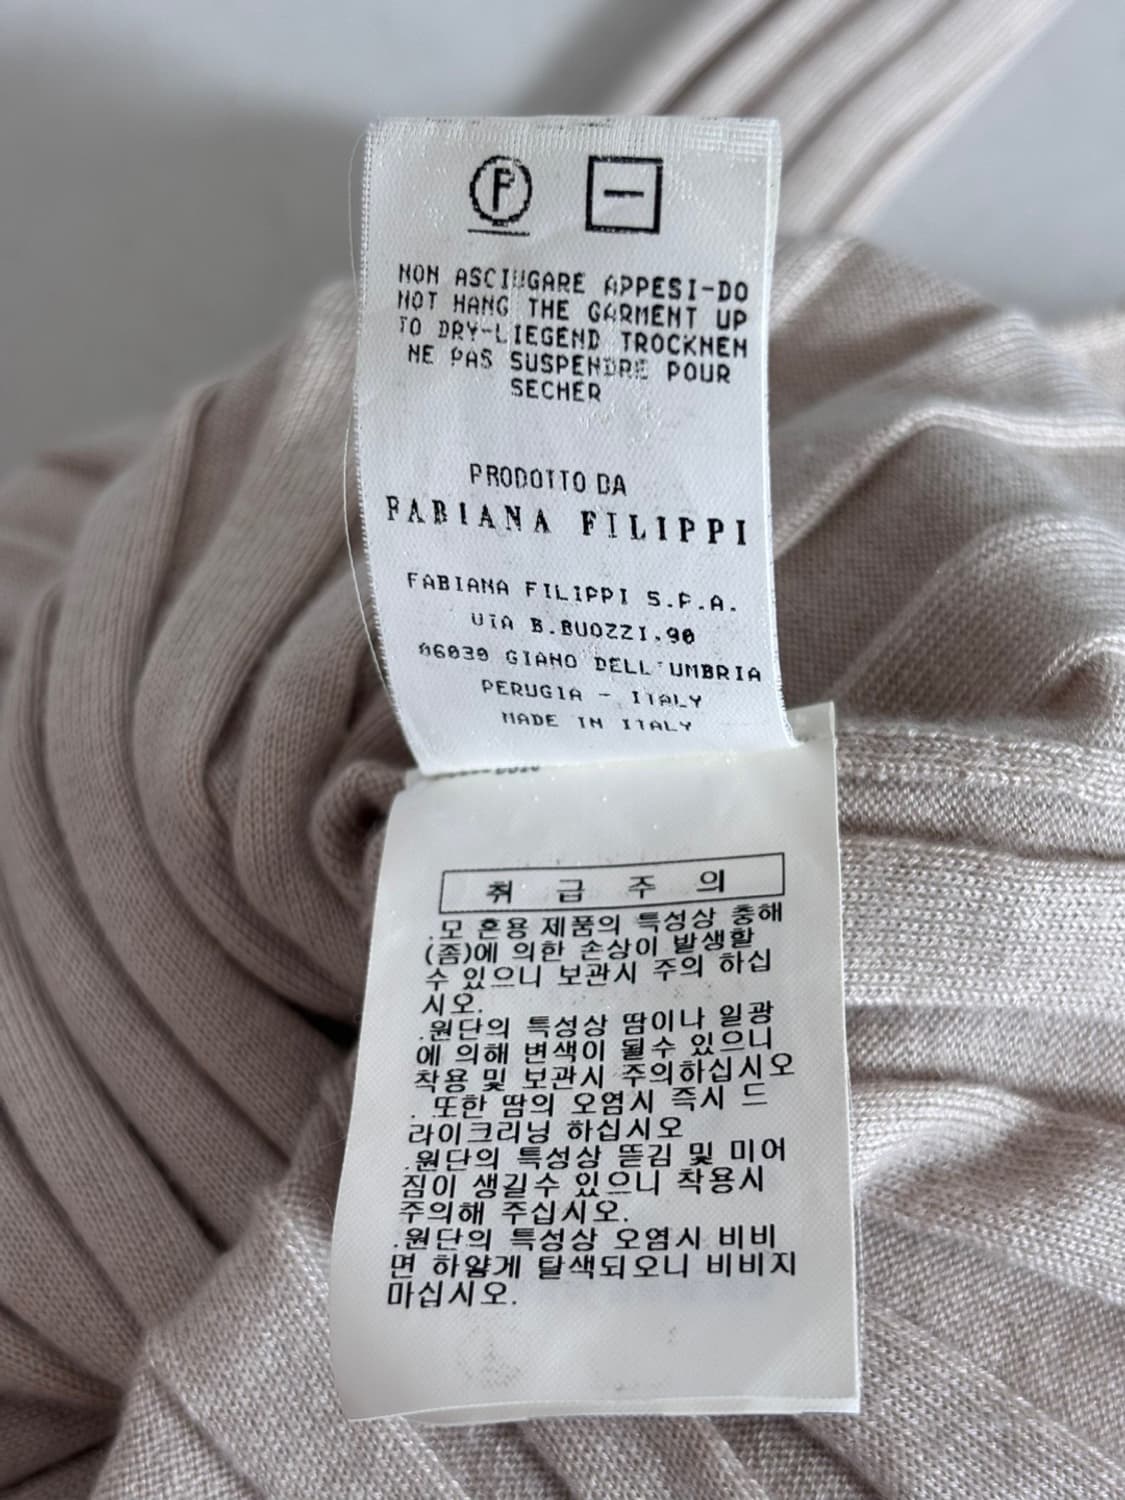 P
NON ASCIUGARE APPESI-DO
NOT HANG THE GARMENT UP
TO DRY-LIEGEND TROCKNEN
NE PAS SUSPENDRE POUR
SECHER
PRODOTTO DA
FABIANA FILIPPI
FABIANA FILIPPI S.P.A.
VIA B.BUOZZI,90
06030 GIANO DELL'UMBRIA
PERUGIA - ITALY
MADE IN ITALY
취 급 주 의
.모 혼용 제품의 특성상 충해
(좀)에 의한 손상이 발생할
수 있으니 보관시 주의 하십
시오.
.원단의 특성상 땀이나 일광
에 의해 변색이 될수 있으니
착용 및 보관시 주의하십시오
. 또한 땀의 오염시 즉시 드
라이크리닝 하십시오
.원단의 특성상 뜯김 및 미어
짐이 생길수 있으니 착용시
주의해 주십시오.
.원단의 특성상 오염시 비비
면 하얗게 탈색되오니 비비지
마십시오.